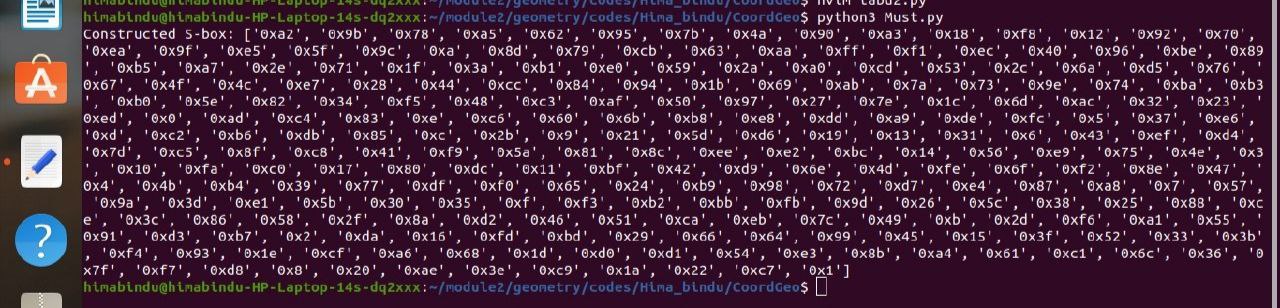 himabindu@himabindu-HP-Laptop-14s-dq2xxx:~/module2/geometry/codes/Hima_bindu/CoordGeo$ nvim tabu2.py
himabindu@himabindu-HP-Laptop-14s-dq2xxx:~/module2/geometry/codes/Hima_bindu/CoordGeo$ python3 Must.py
Constructed S-box: ['0xa2', '0x9b', '0x78', '0xa5', '0x62', '0x95', '0x7b', '0x4a', '0x90', '0xa3', '0x18', '0xf8', '0x12', '0x92', '0x70',
'0xea', '0x9f', '0xe5', '0x5f', '0x9c', '0xa', '0x8d', '0x79', '0xcb', '0x63', '0xaa', '0xff', '0xf1', '0xec', '0x40', '0x96', '0xbe', '0x89'
, '0xb5', '0xa7', '0x2e', '0x71', '0x1f', '0x3a', '0xb1', '0xe0', '0x59', '0x2a', '0xa0', '0xcd', '0x53', '0x2c', '0x6a', '0xd5', '0x76', '
0x67', '0x4f', '0x4c', '0xe7', '0x28', '0x44', '0xcc', '0x84', '0x94', '0x1b', '0x69', '0xab', '0x7a', '0x73', '0x9e', '0x74', '0xba', '0xb3
', '0xb0', '0x5e', '0x82', '0x34', '0xf5', '0x48', '0xc3', '0xaf', '0x50', '0x97', '0x27', '0x7e', '0x1c', '0x6d', '0xac', '0x32', '0x23', '
0xed', '0x0', '0xad', '0xc4', '0x83', '0xe', '0xc6', '0x60', '0x6b', '0xb8', '0xe8', '0xdd', '0xa9', '0xde', '0xfc', '0x5', '0x37', '0xe6',
'0xd', '0xc2', '0xb6', '0xdb', '0x85', '0xc', '0x2b', '0x9', '0x21', '0x5d', '0xd6', '0x19', '0x13', '0x31', '0x6', '0x43', '0xef', '0xd4',
'0x7d', '0xc5', '0x8f', '0xc8', '0x41', '0xf9', '0x5a', '0x81', '0x8c', '0xee', '0xe2', '0xbc', '0x14', '0x56', '0xe9', '0x75', '0x4e', '0x3
', '0x10', '0xfa', '0xc0', '0x17', '0x80', '0xdc', '0x11', '0xbf', '0x42', '0xd9', '0x6e', '0x4d', '0xfe', '0x6f', '0xf2', '0x8e', '0x47', '
0x4', '0x4b', '0xb4', '0x39', '0x77', '0xdf', '0xf0', '0x65', '0x24', '0xb9', '0x98', '0x72', '0xd7', '0xe4', '0x87', '0xa8', '0x7', '0x57',
'0x9a', '0x3d', '0xe1', '0x5b', '0x30', '0x35', '0xf', '0xf3', '0xb2', '0xbb', '0xfb', '0x9d', '0x26', '0x5c', '0x38', '0x25', '0x88', '0xc
e', '0x3c', '0x86', '0x58', '0x2f', '0x8a', '0xd2', '0x46', '0x51', '0xca', '0xeb', '0x7c', '0x49', '0xb', '0x2d', '0xf6', '0xa1', '0x55', '
0x91', '0xd3', '0xb7', '0x2', '0xda', '0x16', '0xfd', '0xbd', '0x29', '0x66', '0x64', '0x99', '0x45', '0x15', '0x3f', '0x52', '0x33', '0x3b'
, '0xf4', '0x93', '0x1e', '0xcf', '0xa6', '0x68', '0x1d', '0xd0', '0xd1', '0x54', '0xe3', '0x8b', '0xa4', '0x61', '0xc1', '0x6c', '0x36', '0
x7f', '0xf7', '0xd8', '0x8', '0x20', '0xae', '0x3e', '0xc9', '0x1a', '0x22', '0xc7', '0x1']
himabindu@himabindu-HP-Laptop-14s-dq2xxx:~/module2/geometry/codes/Hima_bindu/CoordGeo$